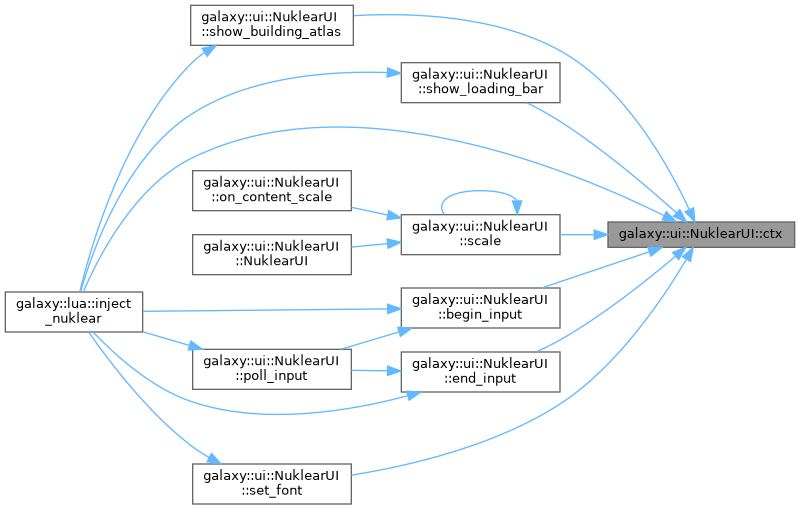 galaxy::ui::NuklearUI
::show_building_atlas
galaxy::ui::NuklearUI
::show_loading_bar
galaxy::ui::NuklearUI
::on_content_scale
galaxy::ui::NuklearUI
::scale
galaxy::ui::NuklearUI::ctx
galaxy::ui::NuklearUI
::NuklearUI
galaxy::lua::inject
_nuklear
galaxy::ui::NuklearUI
::begin_input
galaxy::ui::NuklearUI
::poll_input
galaxy::ui::NuklearUI
::end_input
galaxy::ui::NuklearUI
::set_font